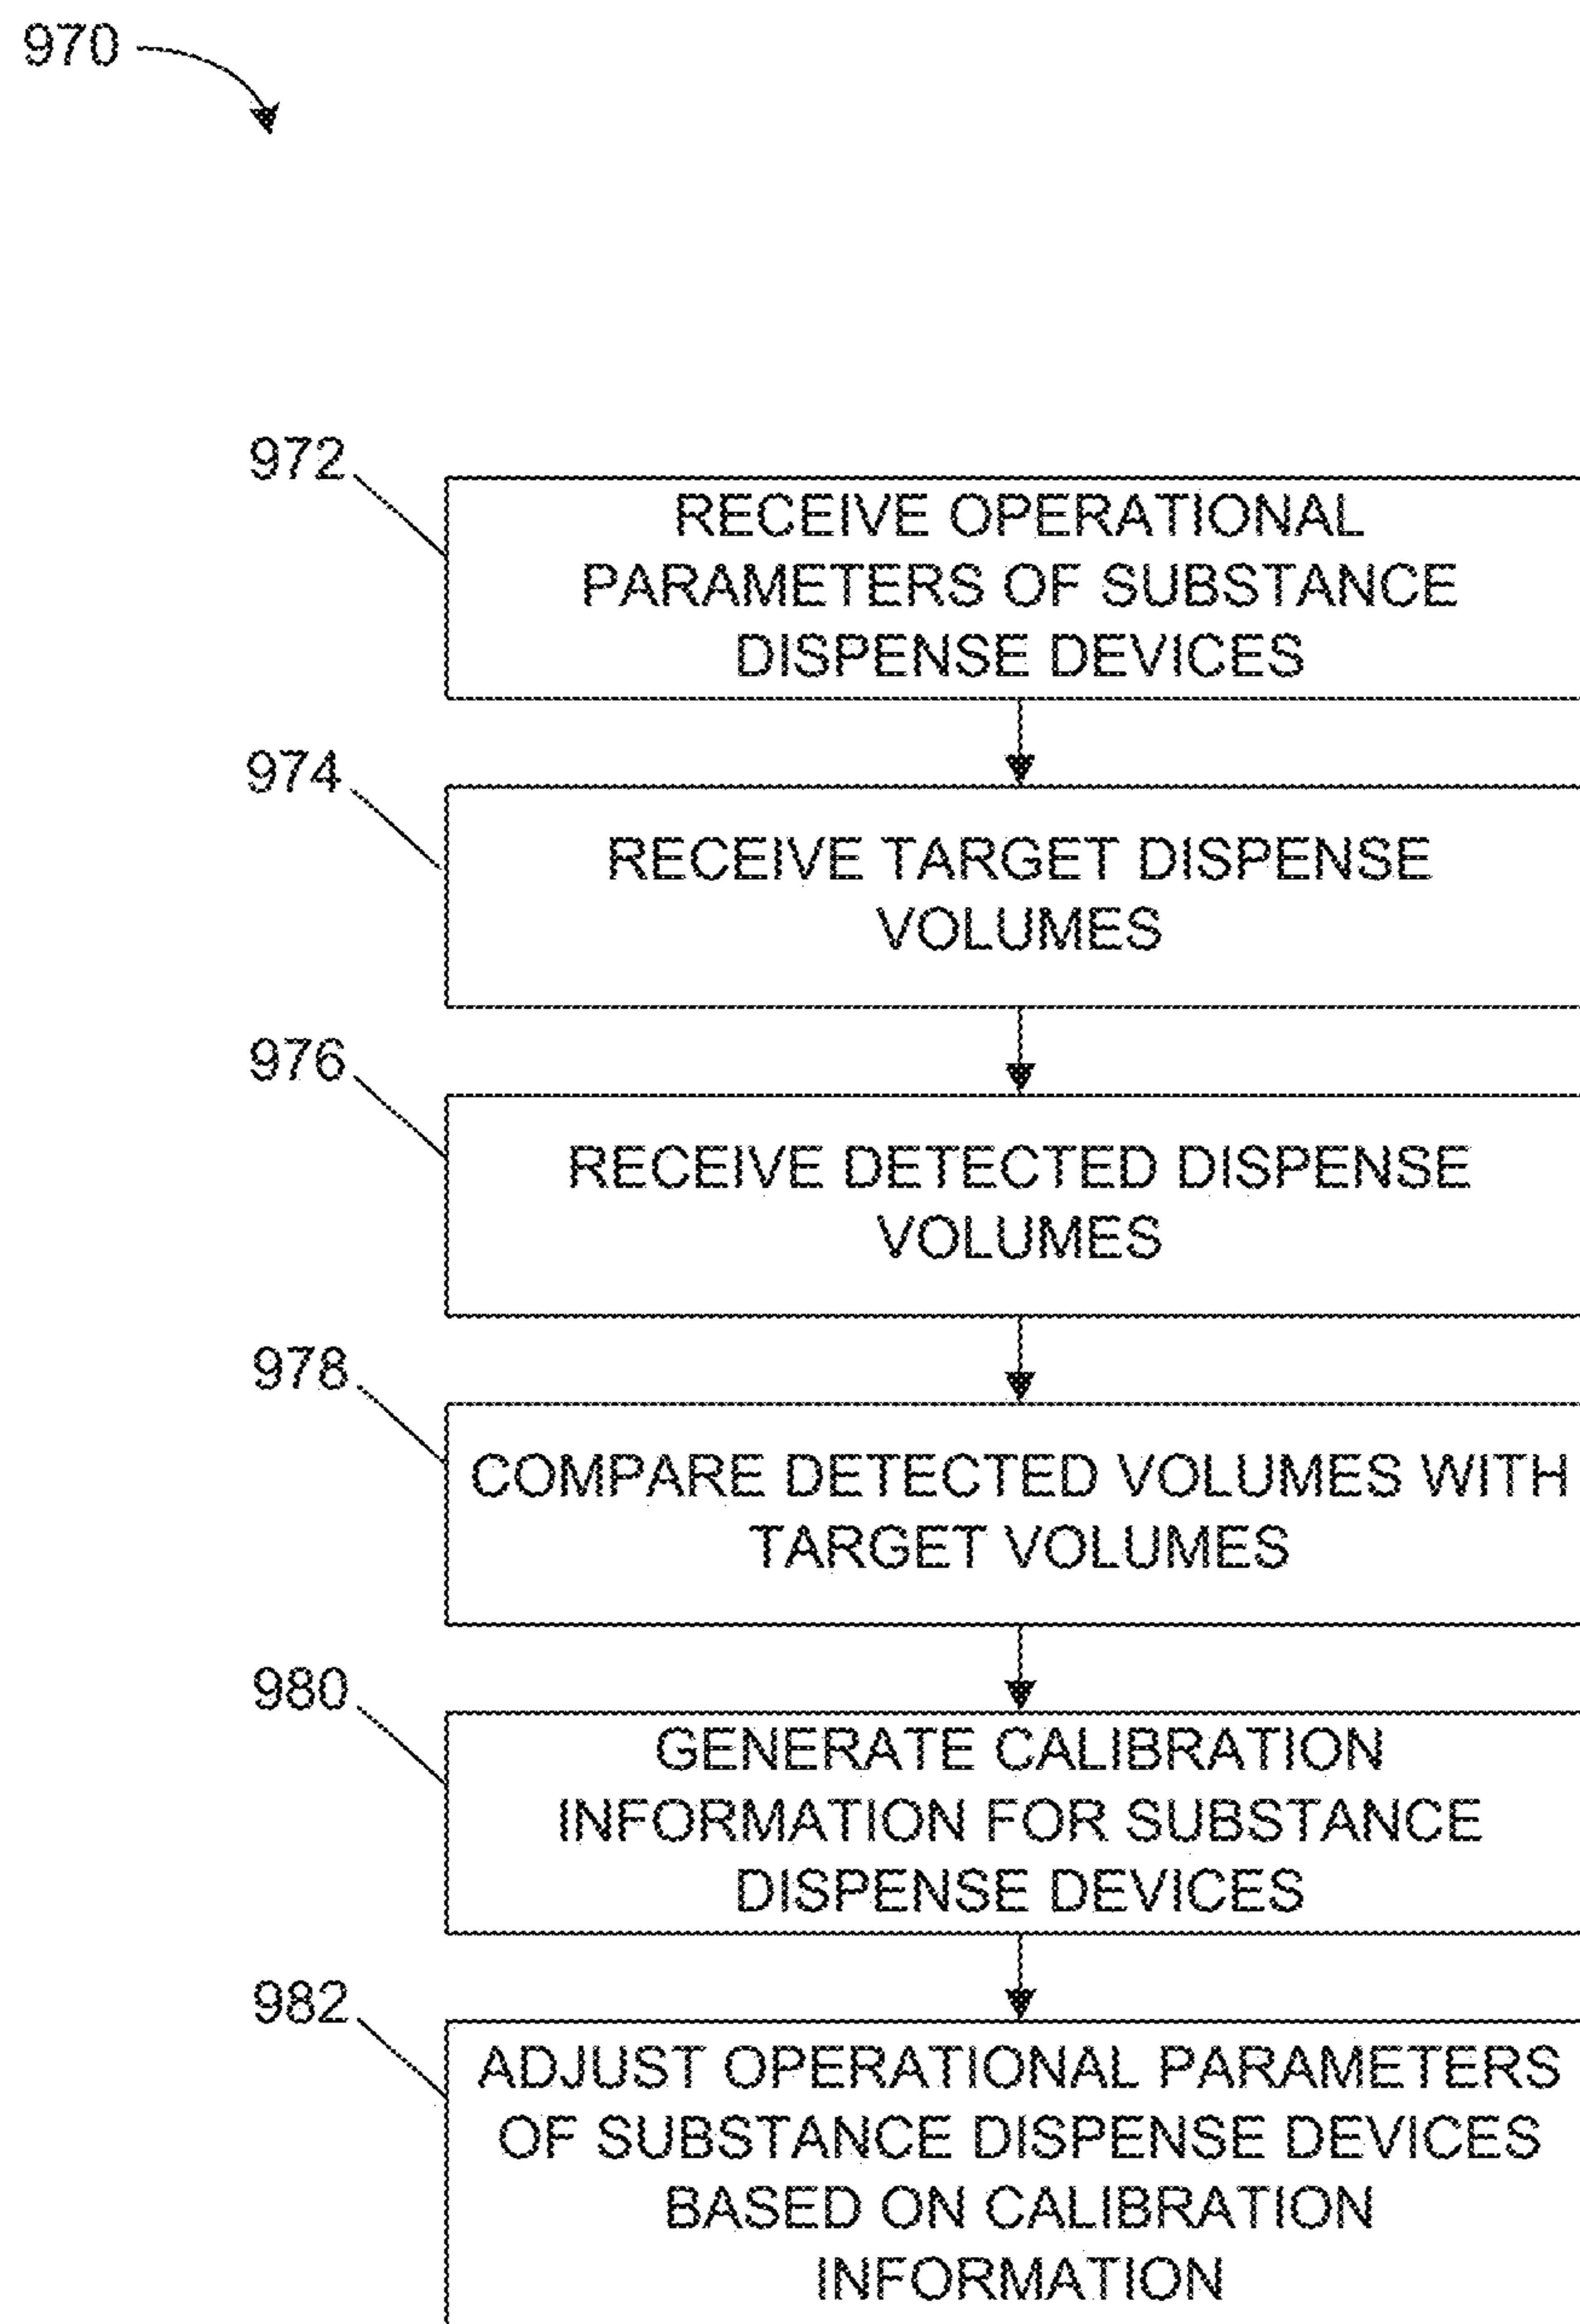 970
972
RECEIVE OPERATIONAL
PARAMETERS OF SUBSTANCE
DISPENSE DEVICES
974
RECEIVE TARGET DISPENSE
VOLUMES
976
RECEIVE DETECTED DISPENSE
VOLUMES
978
COMPARE DETECTED VOLUMES WITH
TARGET VOLUMES
980
GENERATE CALIBRATION
INFORMATION FOR SUBSTANCE
DISPENSE DEVICES
982
ADJUST OPERATIONAL PARAMETERS
OF SUBSTANCE DISPENSE DEVICES
BASED ON CALIBRATION
INFORMATION